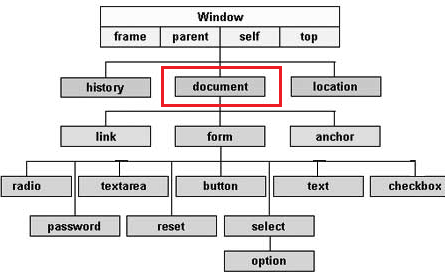 Window
frame parent self top
history document location
link form anchor
radio textarea button text checkbox
password reset select
option